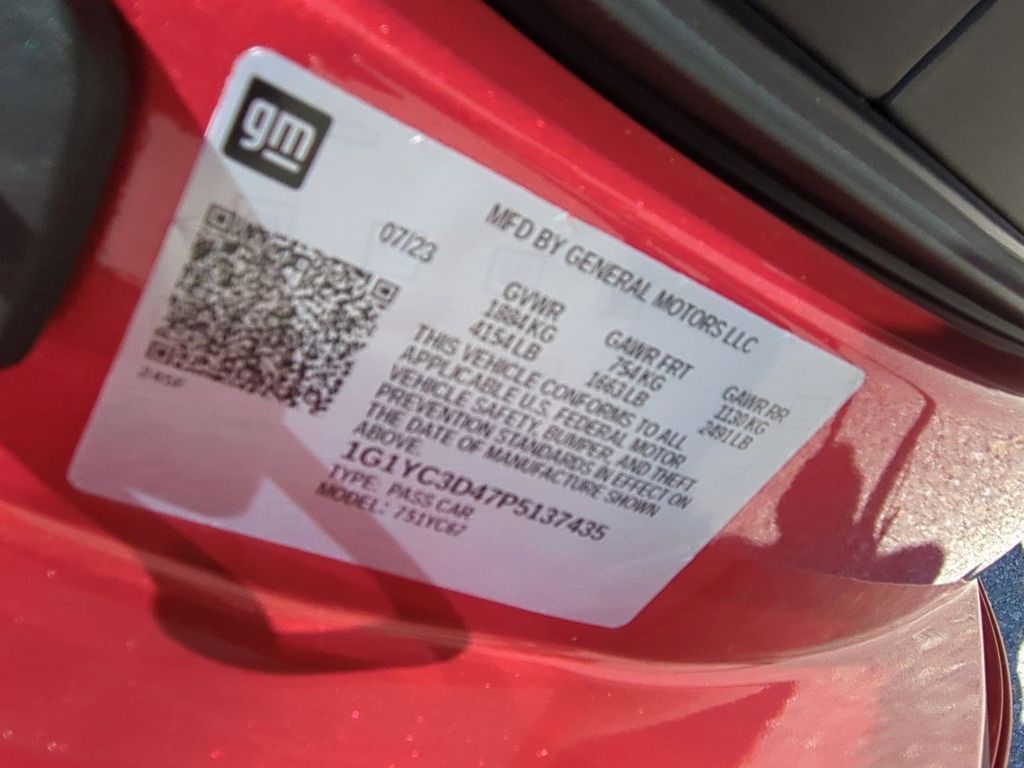 gm
MFD BY GENERAL MOTORS LLC
07/23
GVWR
1884 KG
4154 LB
GAWR FRT
754 KG
1663 LB
GAWR RR
1130 KG
2491 LB
THIS VEHICLE CONFORMS TO ALL
APPLICABLE U.S. FEDERAL MOTOR
VEHICLE SAFETY, BUMPER, AND THEFT
PREVENTION STANDARDS IN EFFECT ON
THE DATE OF MANUFACTURE SHOWN
ABOVE.
1G1YC3D47P5137435
TYPE: PASS CAR
MODEL: 7S1YC67